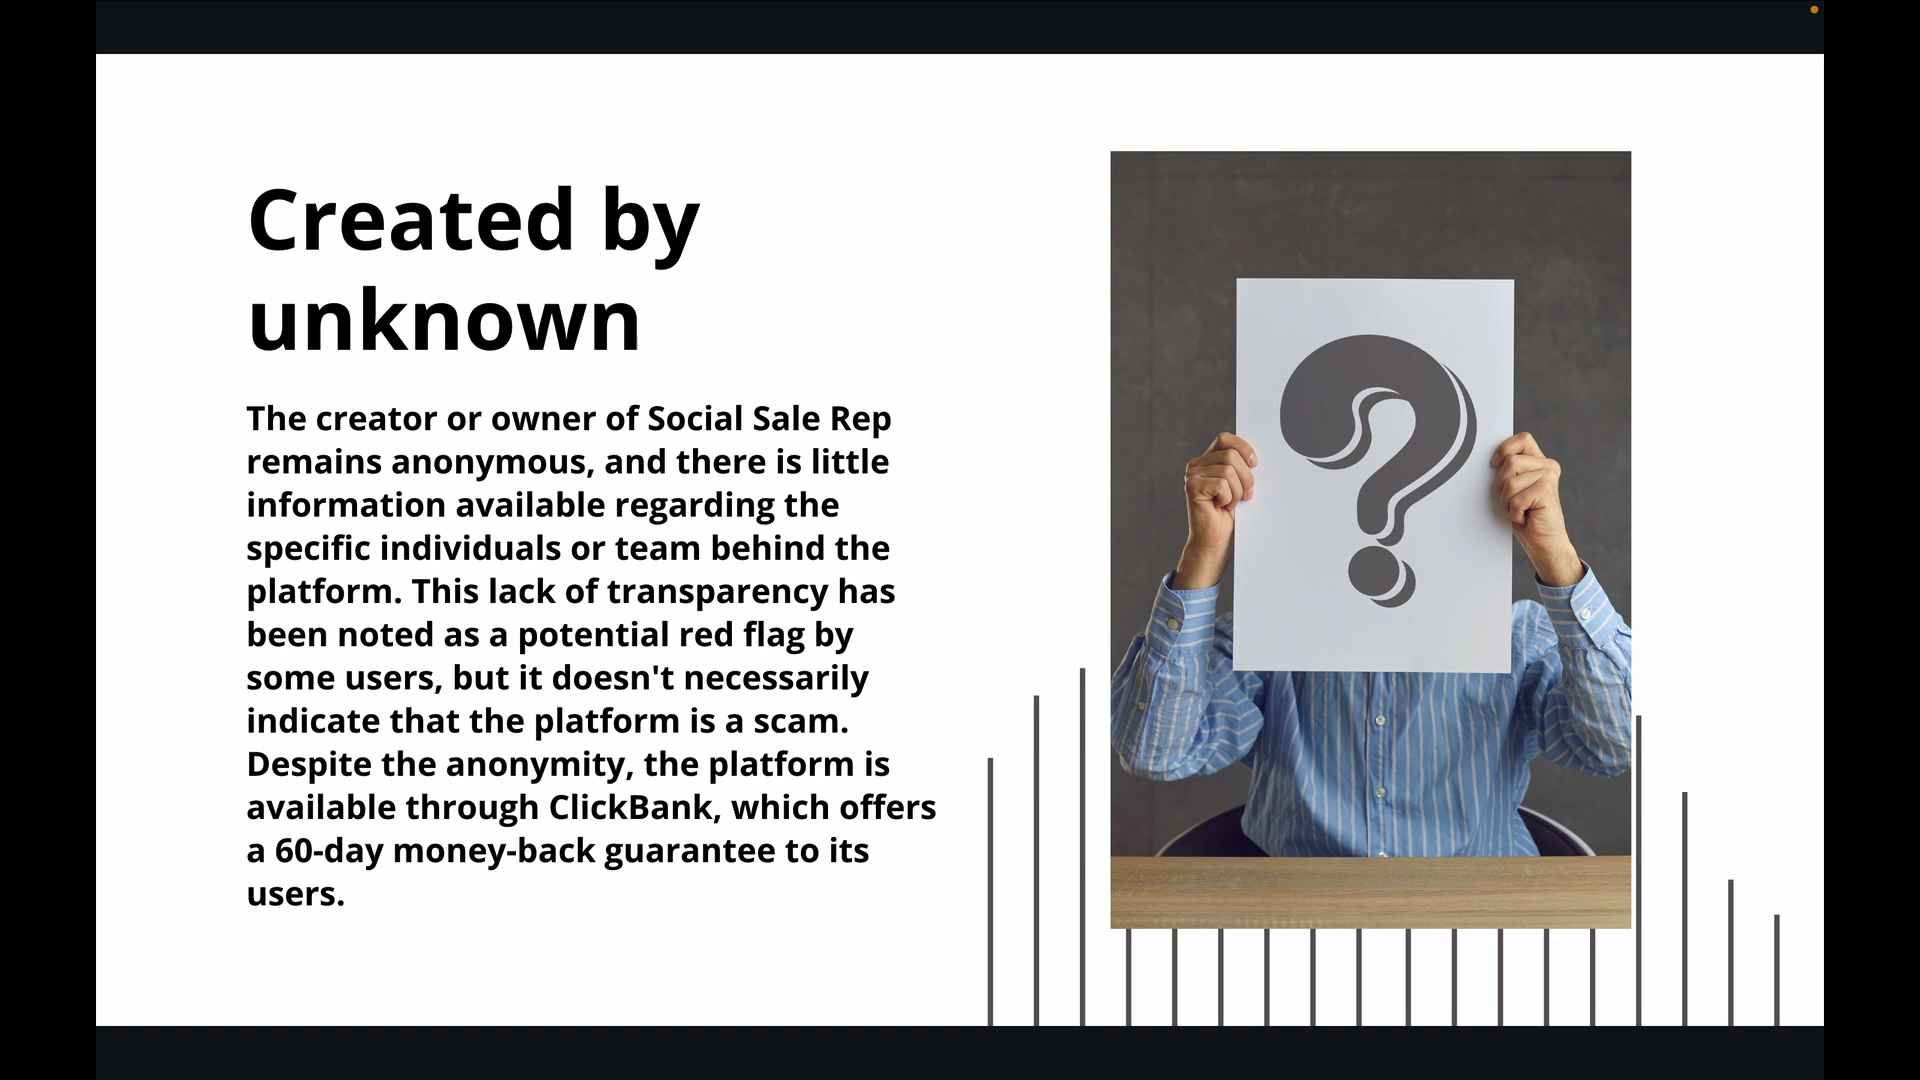 Created by
unknown
The creator or owner of Social Sale Rep
remains anonymous, and there is little
information available regarding the
specific individuals or team behind the
platform. This lack of transparency has
been noted as a potential red flag by
some users, but it doesn't necessarily
indicate that the platform is a scam.
Despite the anonymity, the platform is
available through ClickBank, which offers
a 60-day money-back guarantee to its
users.
?